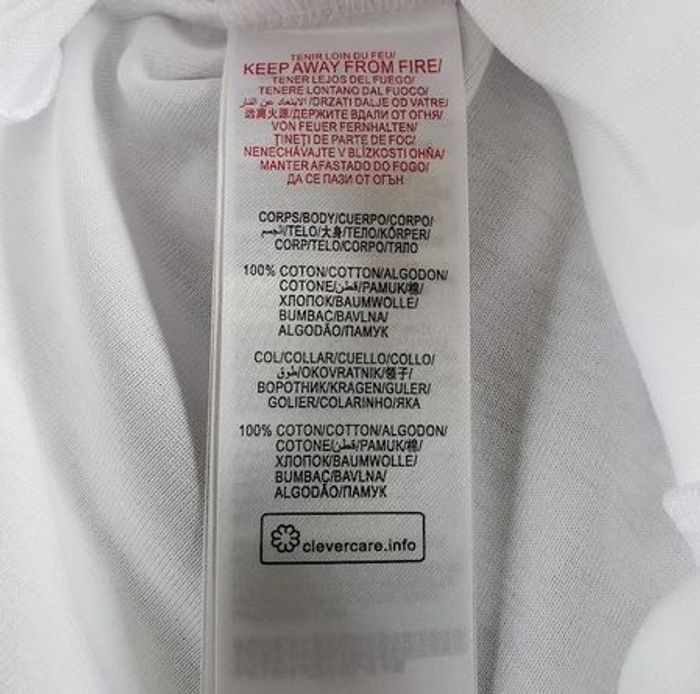 TENIR LOIN DU FEU/
KEEP AWAY FROM FIRE/
TENER LEJOS DEL FUEGO/
TENERE LONTANO DAL FUOCO/
الابتعاد عن النار/DRŽATI DALJE OD VATRE/
远离火源/ДЕРЖИТЕ ВДАЛИ ОТ ОГНЯ/
VON FEUER FERNHALTEN/
ȚINEȚI DE PARTE DE FOC/
NENECHÁVAJTE V BLÍZKOSTI OHŇA/
MANTER AFASTADO DO FOGO/
ДА СЕ ПАЗИ ОТ ОГЪН
CORPS/BODY/CUERPO/CORPO/
الجسم/TELO/大身/ТЕЛО/KÖRPER/
CORP/TELO/CORPO/ТЯЛО
100% COTON/COTTON/ALGODON/
COTONE/قطن/PAMUK/棉/
ХЛОПОК/BAUMWOLLE/
BUMBAC/BAVLNA/
ALGODÃO/ПАМУК
COL/COLLAR/CUELLO/COLLO/
طوق/OKOVRATNIK/领子/
ВОРОТНИК/KRAGEN/GULER/
GOLIER/COLARINHO/ЯКА
100% COTON/COTTON/ALGODON/
COTONE/قطن/PAMUK/棉/
ХЛОПОК/BAUMWOLLE/
BUMBAC/BAVLNA/
ALGODÃO/ПАМУК
clevercare.info